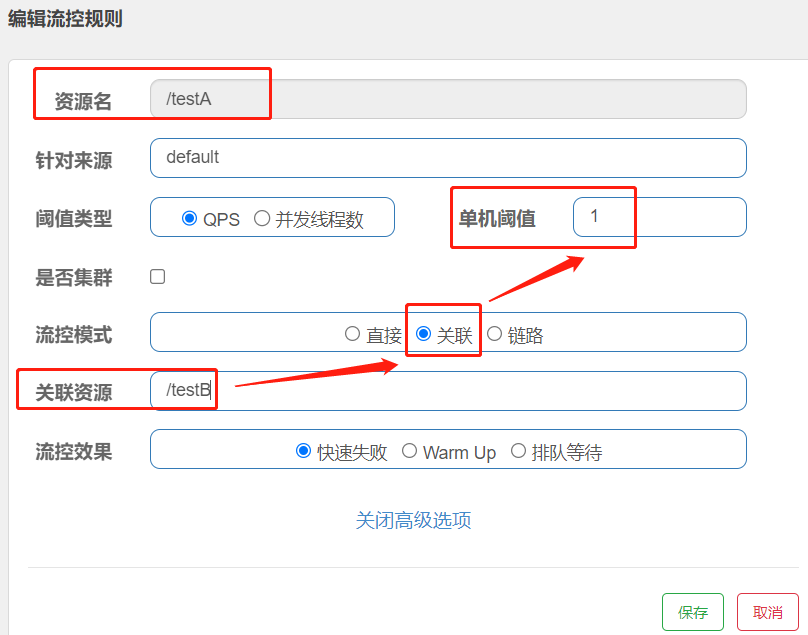 编辑流控规则
资源名 /testA
针对来源 default
阈值类型 QPS 并发线程数 单机阈值 1
是否集群
流控模式 直接 关联 链路
关联资源 /testB
流控效果 快速失败 Warm Up 排队等待
关闭高级选项
保存 取消